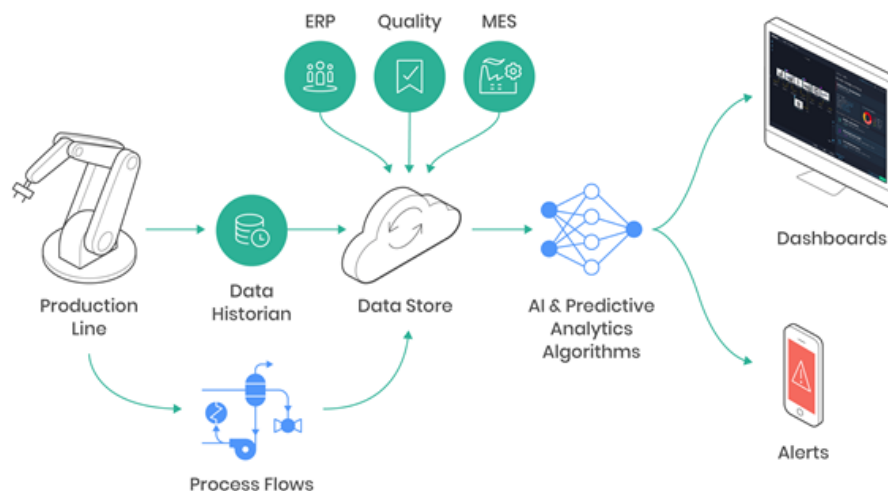 ERP
Quality
MES
Production
Line
Data
Historian
Data Store
AI & Predictive
Analytics
Algorithms
Dashboards
Process Flows
Alerts